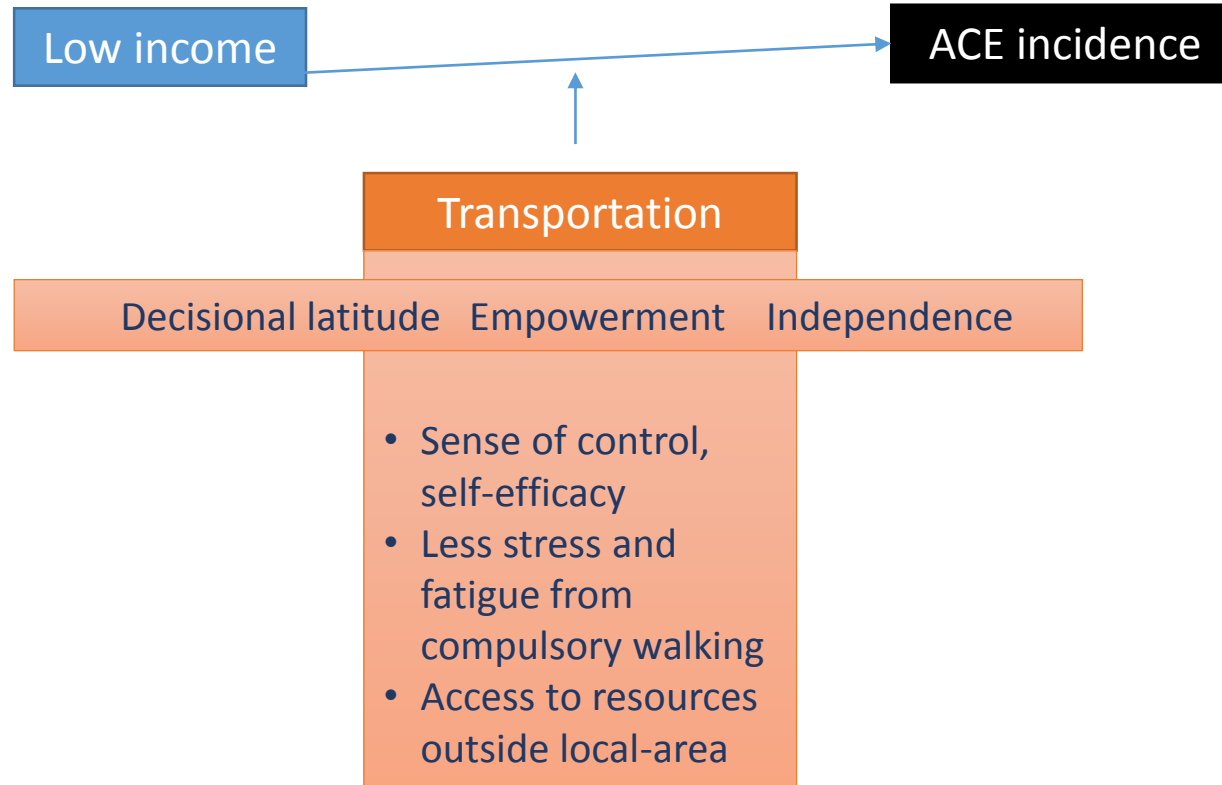 Low income
ACE incidence
Transportation
Decisional latitude Empowerment Independence
• Sense of control,
self-efficacy
• Less stress and
fatigue from
compulsory walking
• Access to resources
outside local-area